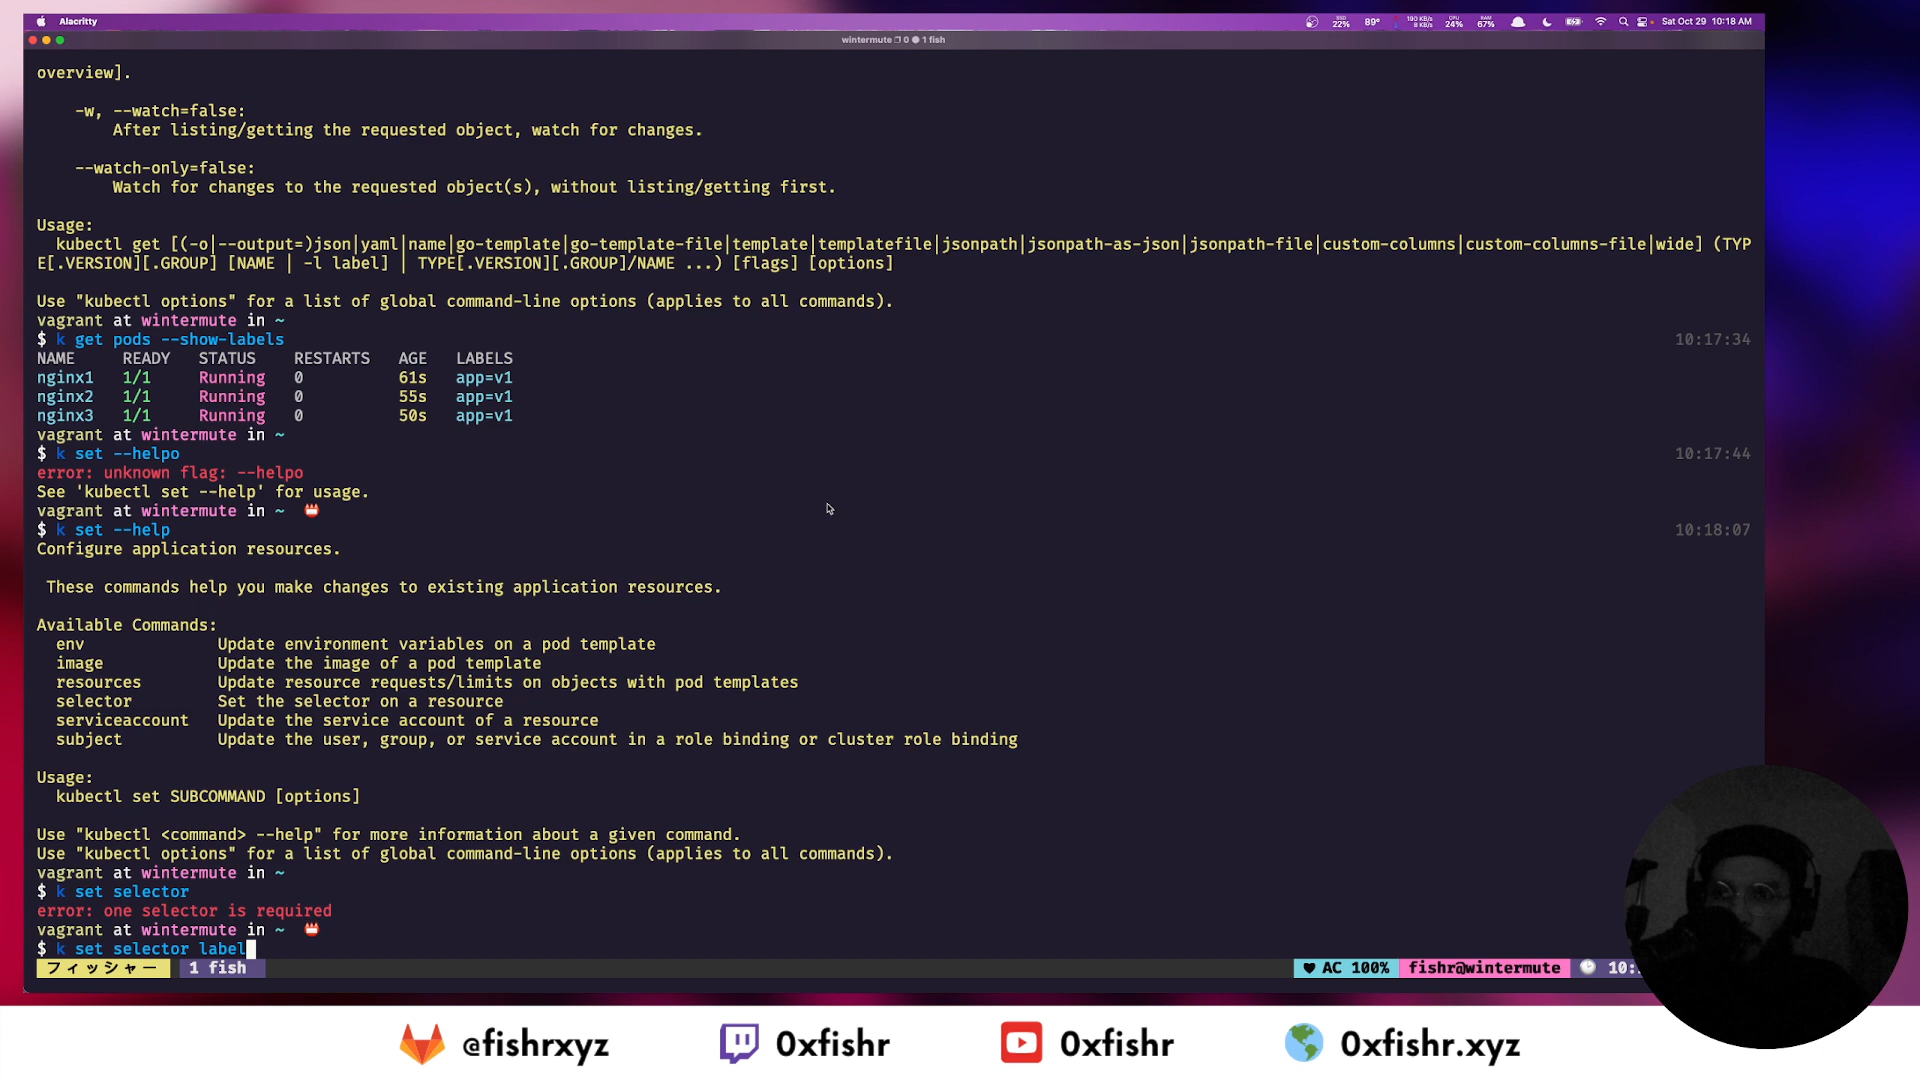 Alacritty
SSD 22%
89°
190 KB/s
8 KB/s
CPU 24%
RAM 67%
Sat Oct 29 10:18 AM
wintermute 0 1 fish
overview].
-w, --watch=false:
After listing/getting the requested object, watch for changes.
--watch-only=false:
Watch for changes to the requested object(s), without listing/getting first.
Usage:
kubectl get [(-o|--output=)json|yaml|name|go-template|go-template-file|template|templatefile|jsonpath|jsonpath-as-json|jsonpath-file|custom-columns|custom-columns-file|wide] (TYP
E[.VERSION][.GROUP] [NAME | -l label] | TYPE[.VERSION][.GROUP]/NAME ...) [flags] [options]
Use "kubectl options" for a list of global command-line options (applies to all commands).
vagrant at wintermute in ~
$ k get pods --show-labels 10:17:34
NAME READY STATUS RESTARTS AGE LABELS
nginx1 1/1 Running 0 61s app=v1
nginx2 1/1 Running 0 55s app=v1
nginx3 1/1 Running 0 50s app=v1
vagrant at wintermute in ~
$ k set --helpo 10:17:44
error: unknown flag: --helpo
See 'kubectl set --help' for usage.
vagrant at wintermute in ~
$ k set --help 10:18:07
Configure application resources.
These commands help you make changes to existing application resources.
Available Commands:
env Update environment variables on a pod template
image Update the image of a pod template
resources Update resource requests/limits on objects with pod templates
selector Set the selector on a resource
serviceaccount Update the service account of a resource
subject Update the user, group, or service account in a role binding or cluster role binding
Usage:
kubectl set SUBCOMMAND [options]
Use "kubectl <command> --help" for more information about a given command.
Use "kubectl options" for a list of global command-line options (applies to all commands).
vagrant at wintermute in ~
$ k set selector
error: one selector is required
vagrant at wintermute in ~
$ k set selector label
フィッシャー 1 fish ♥ AC 100% fishr@wintermute 10:
@fishrxyz
0xfishr
0xfishr
0xfishr.xyz